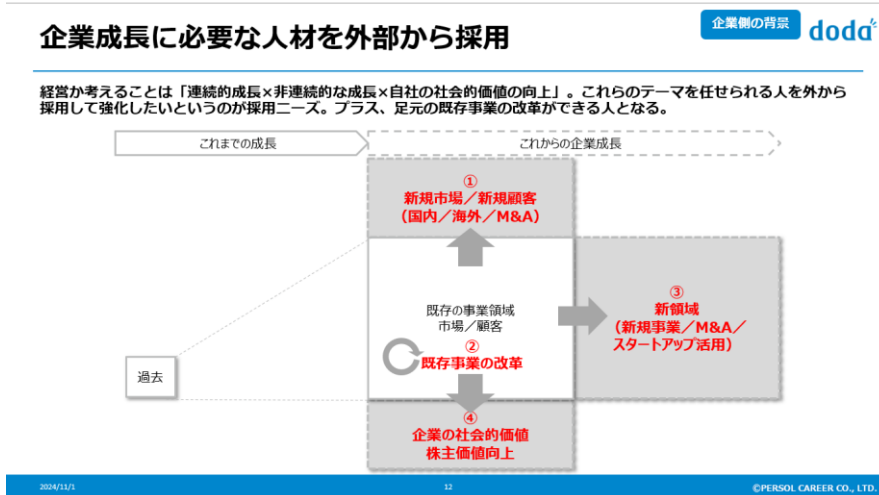 企業成長に必要な人材を外部から採用
企業側の背景
doda
経営が考えることは「連続的成長×非連続的な成長×自社の社会的価値の向上」。これらのテーマを任せられる人を外から
採用して強化したいというのが採用ニーズ。プラス、足元の既存事業の改革ができる人となる。
これまでの成長
これからの企業成長
①
新規市場／新規顧客
（国内／海外／M&A）
既存の事業領域
市場／顧客
②
既存事業の改革
③
新領域
（新規事業／M&A／
スタートアップ活用）
過去
④
企業の社会的価値
株主価値向上
2024/11/1
12
©PERSOL CAREER CO., LTD.